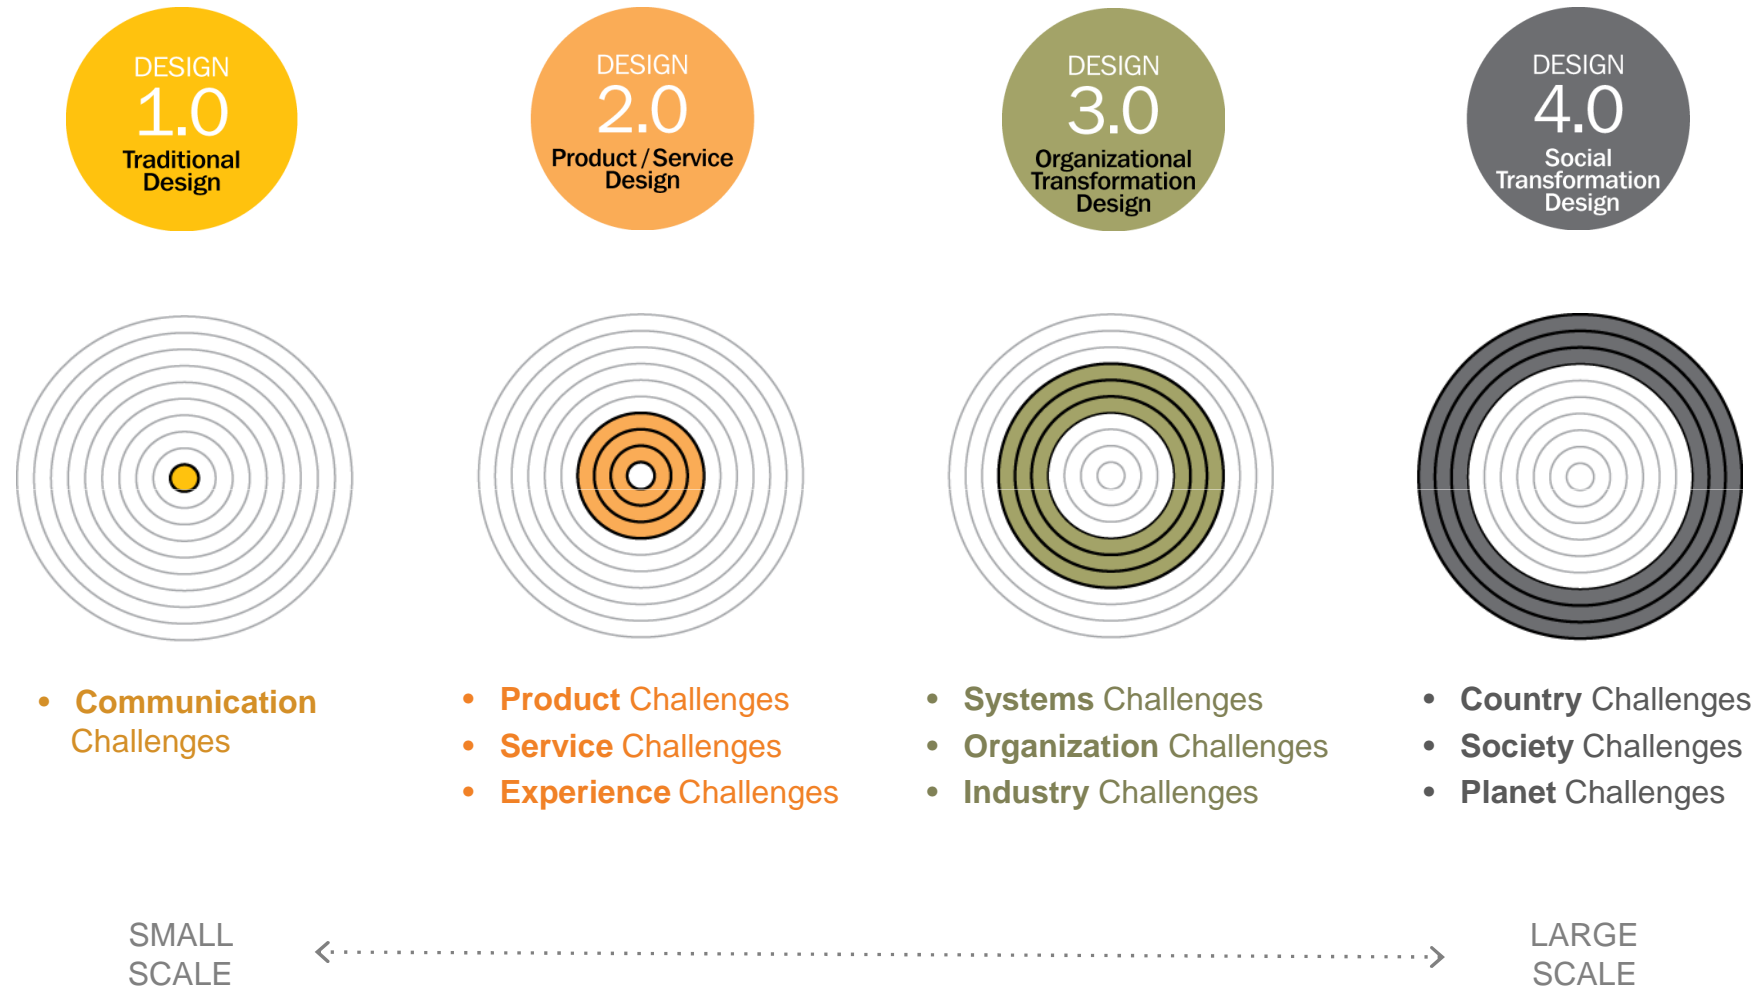 DESIGN
1.0
Traditional
Design
DESIGN
2.0
Product / Service
Design
DESIGN
3.0
Organizational
Transformation
Design
DESIGN
4.0
Social
Transformation
Design
• Communication
Challenges
• Product Challenges
• Service Challenges
• Experience Challenges
• Systems Challenges
• Organization Challenges
• Industry Challenges
• Country Challenges
• Society Challenges
• Planet Challenges
SMALL
SCALE
LARGE
SCALE